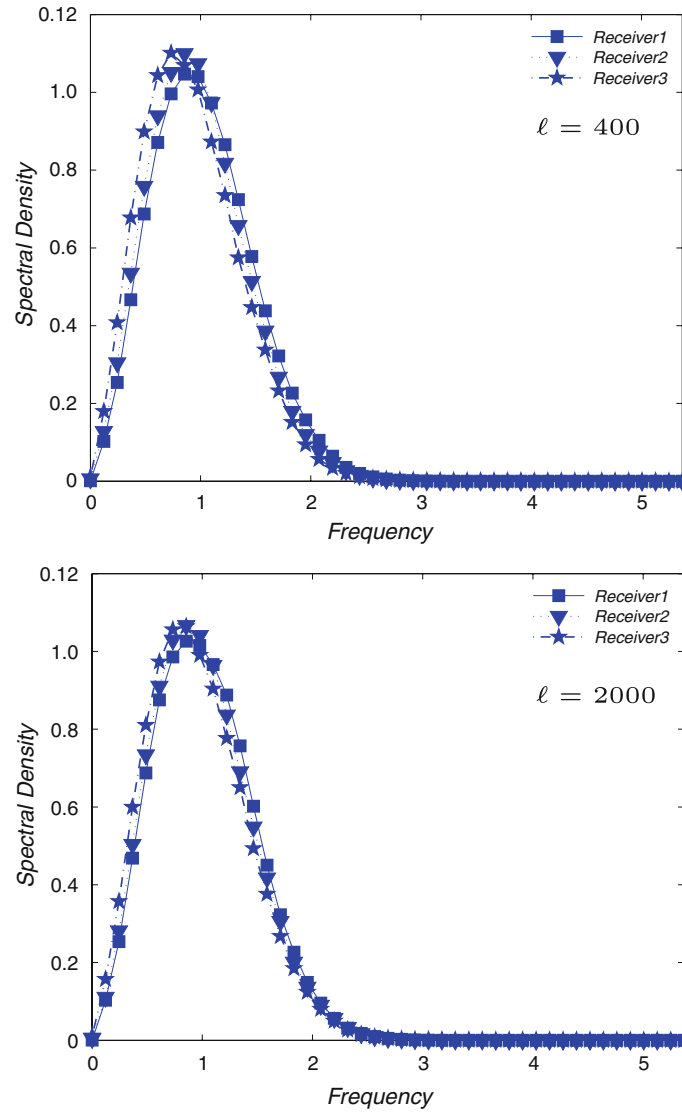 0.12
1.0
0.8
0.6
0.4
0.2
0
Spectral Density
Receiver1
Receiver2
Receiver3
ℓ = 400
0 1 2 3 4 5
Frequency
0.12
1.0
0.8
0.6
0.4
0.2
0
Spectral Density
Receiver1
Receiver2
Receiver3
ℓ = 2000
0 1 2 3 4 5
Frequency